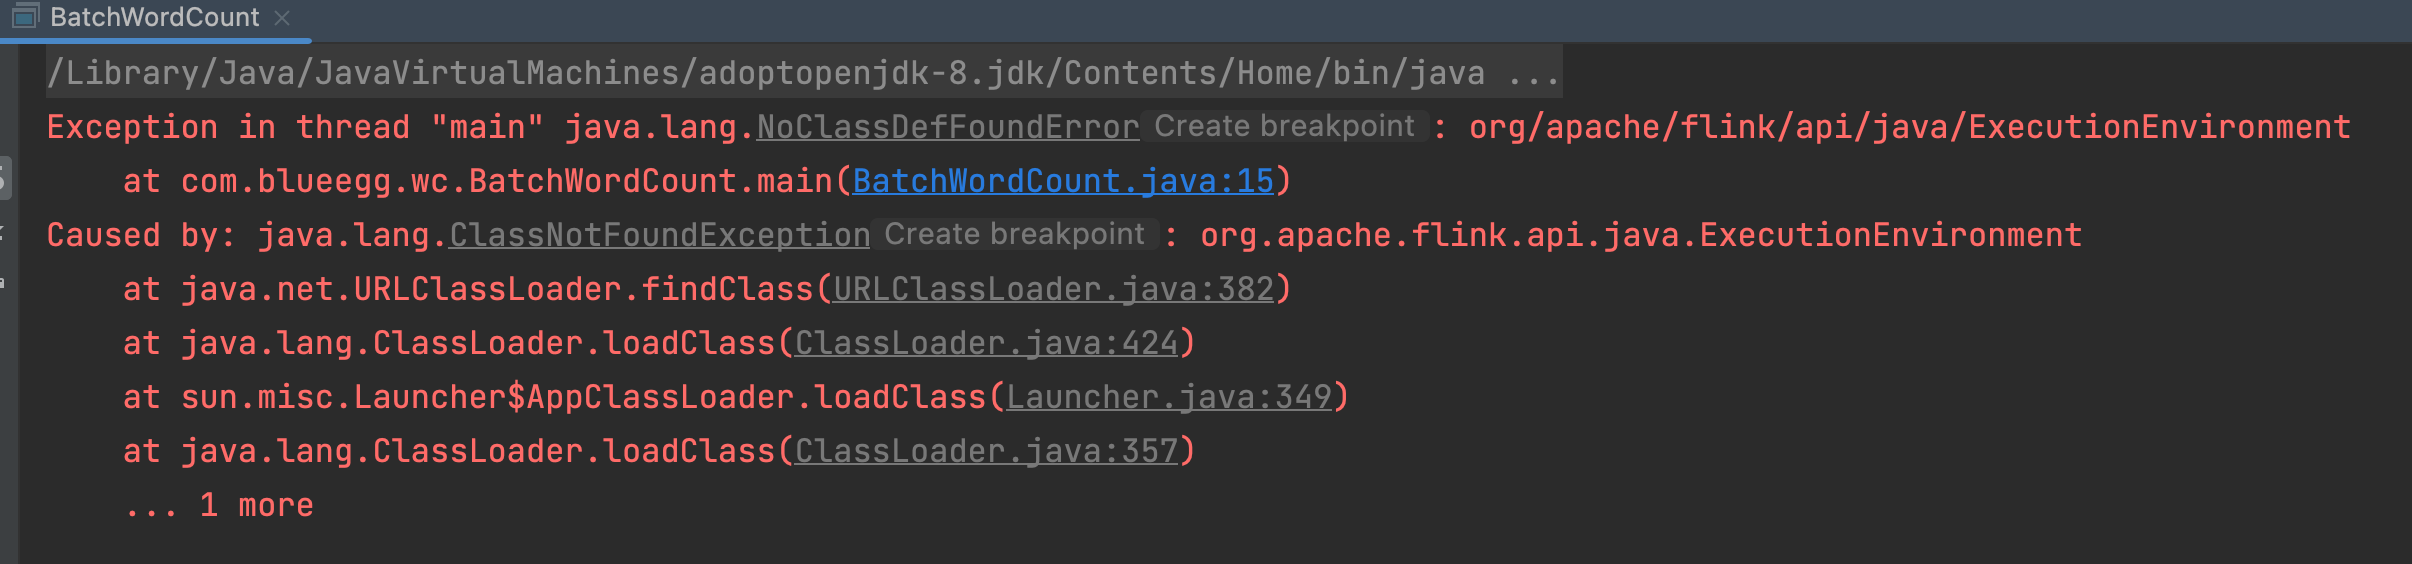 BatchWordCount
/Library/Java/JavaVirtualMachines/adoptopenjdk-8.jdk/Contents/Home/bin/java ...
Exception in thread "main" java.lang.NoClassDefFoundError Create breakpoint : org/apache/flink/api/java/ExecutionEnvironment
at com.blueegg.wc.BatchWordCount.main(BatchWordCount.java:15)
Caused by: java.lang.ClassNotFoundException Create breakpoint : org.apache.flink.api.java.ExecutionEnvironment
at java.net.URLClassLoader.findClass(URLClassLoader.java:382)
at java.lang.ClassLoader.loadClass(ClassLoader.java:424)
at sun.misc.Launcher$AppClassLoader.loadClass(Launcher.java:349)
at java.lang.ClassLoader.loadClass(ClassLoader.java:357)
... 1 more